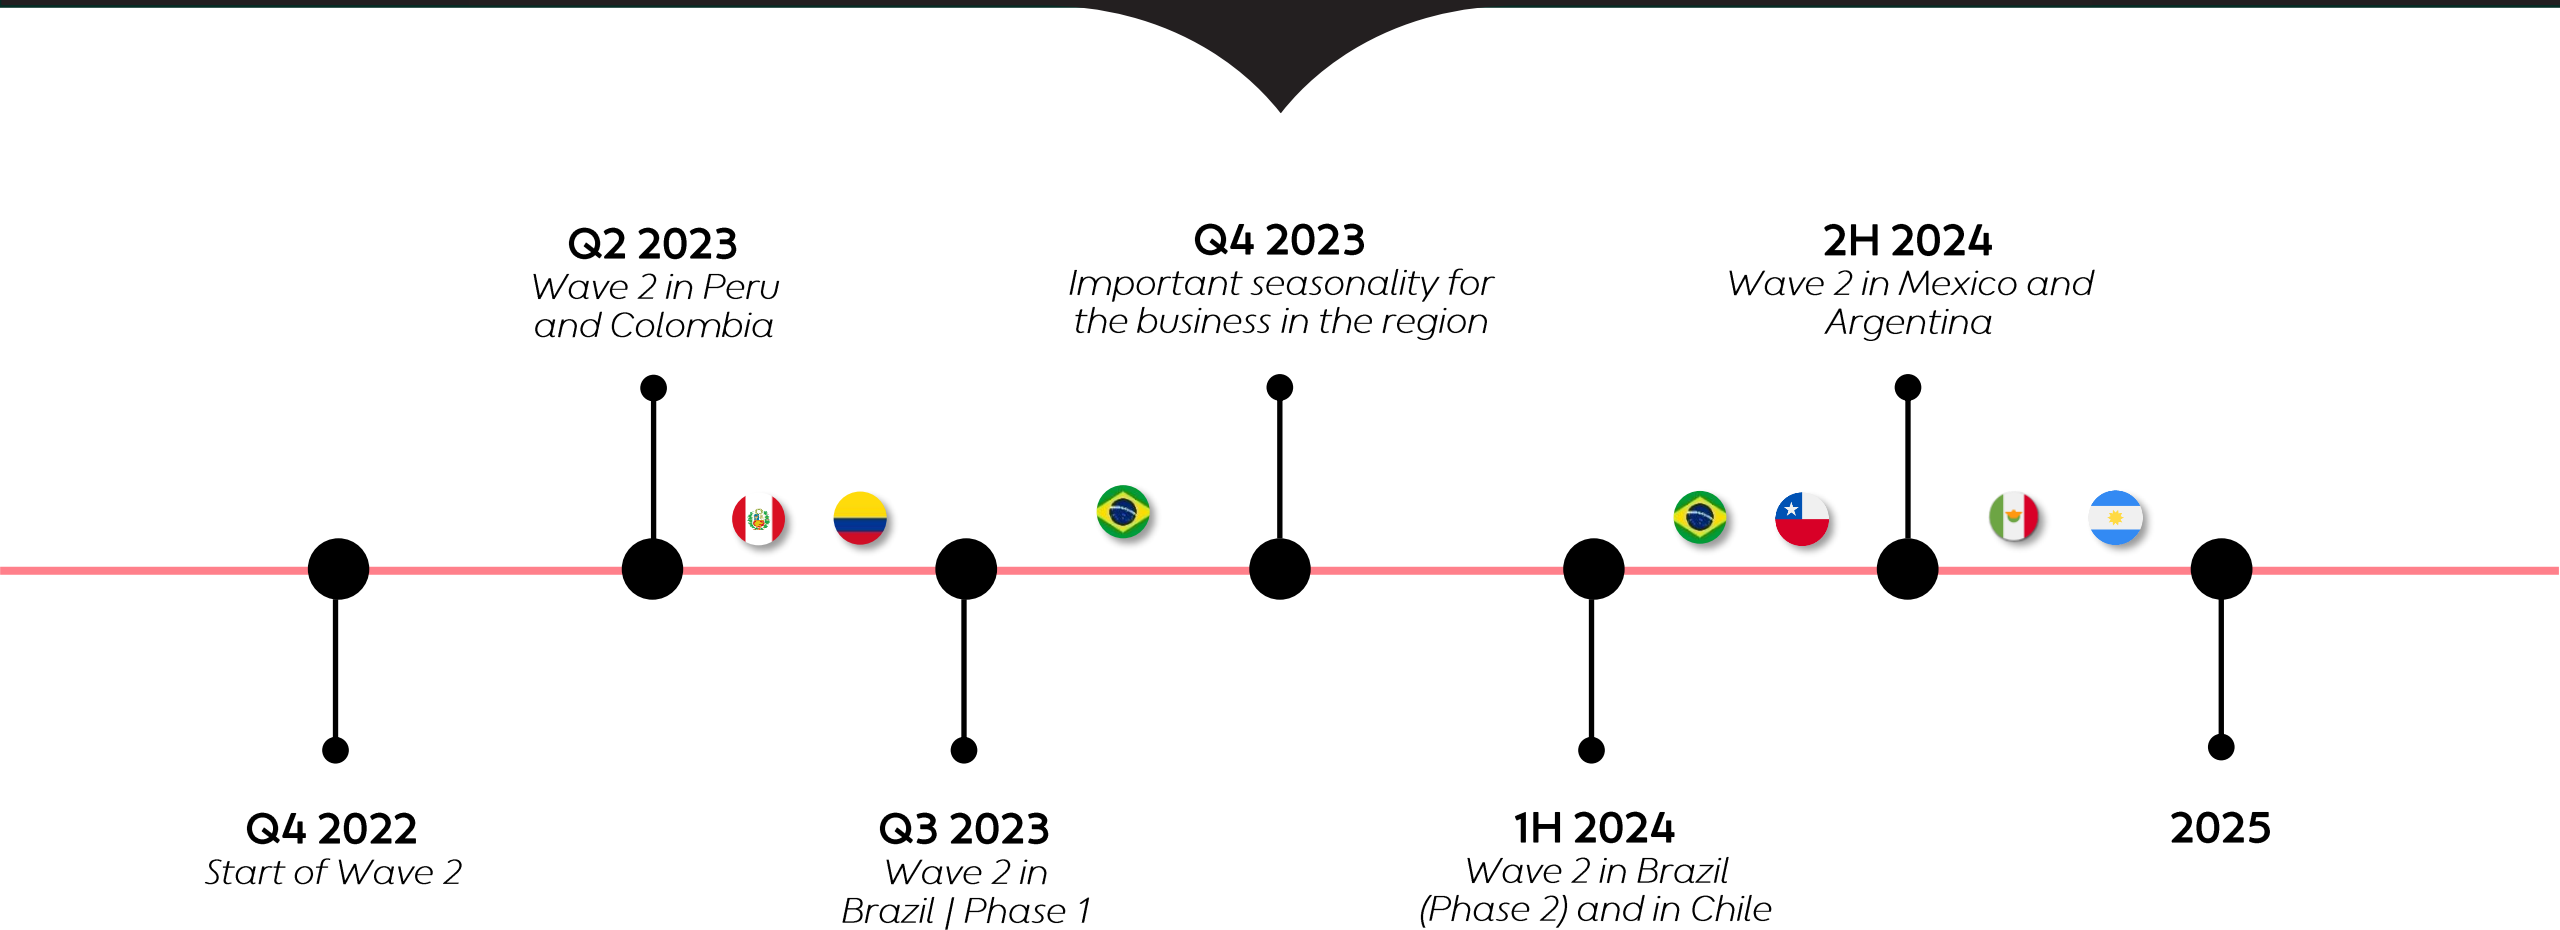 Q4 2022
Start of Wave 2
Q2 2023
Wave 2 in Peru
and Colombia
Q3 2023
Wave 2 in
Brazil | Phase 1
Q4 2023
Important seasonality for
the business in the region
1H 2024
Wave 2 in Brazil
(Phase 2) and in Chile
2H 2024
Wave 2 in Mexico and
Argentina
2025